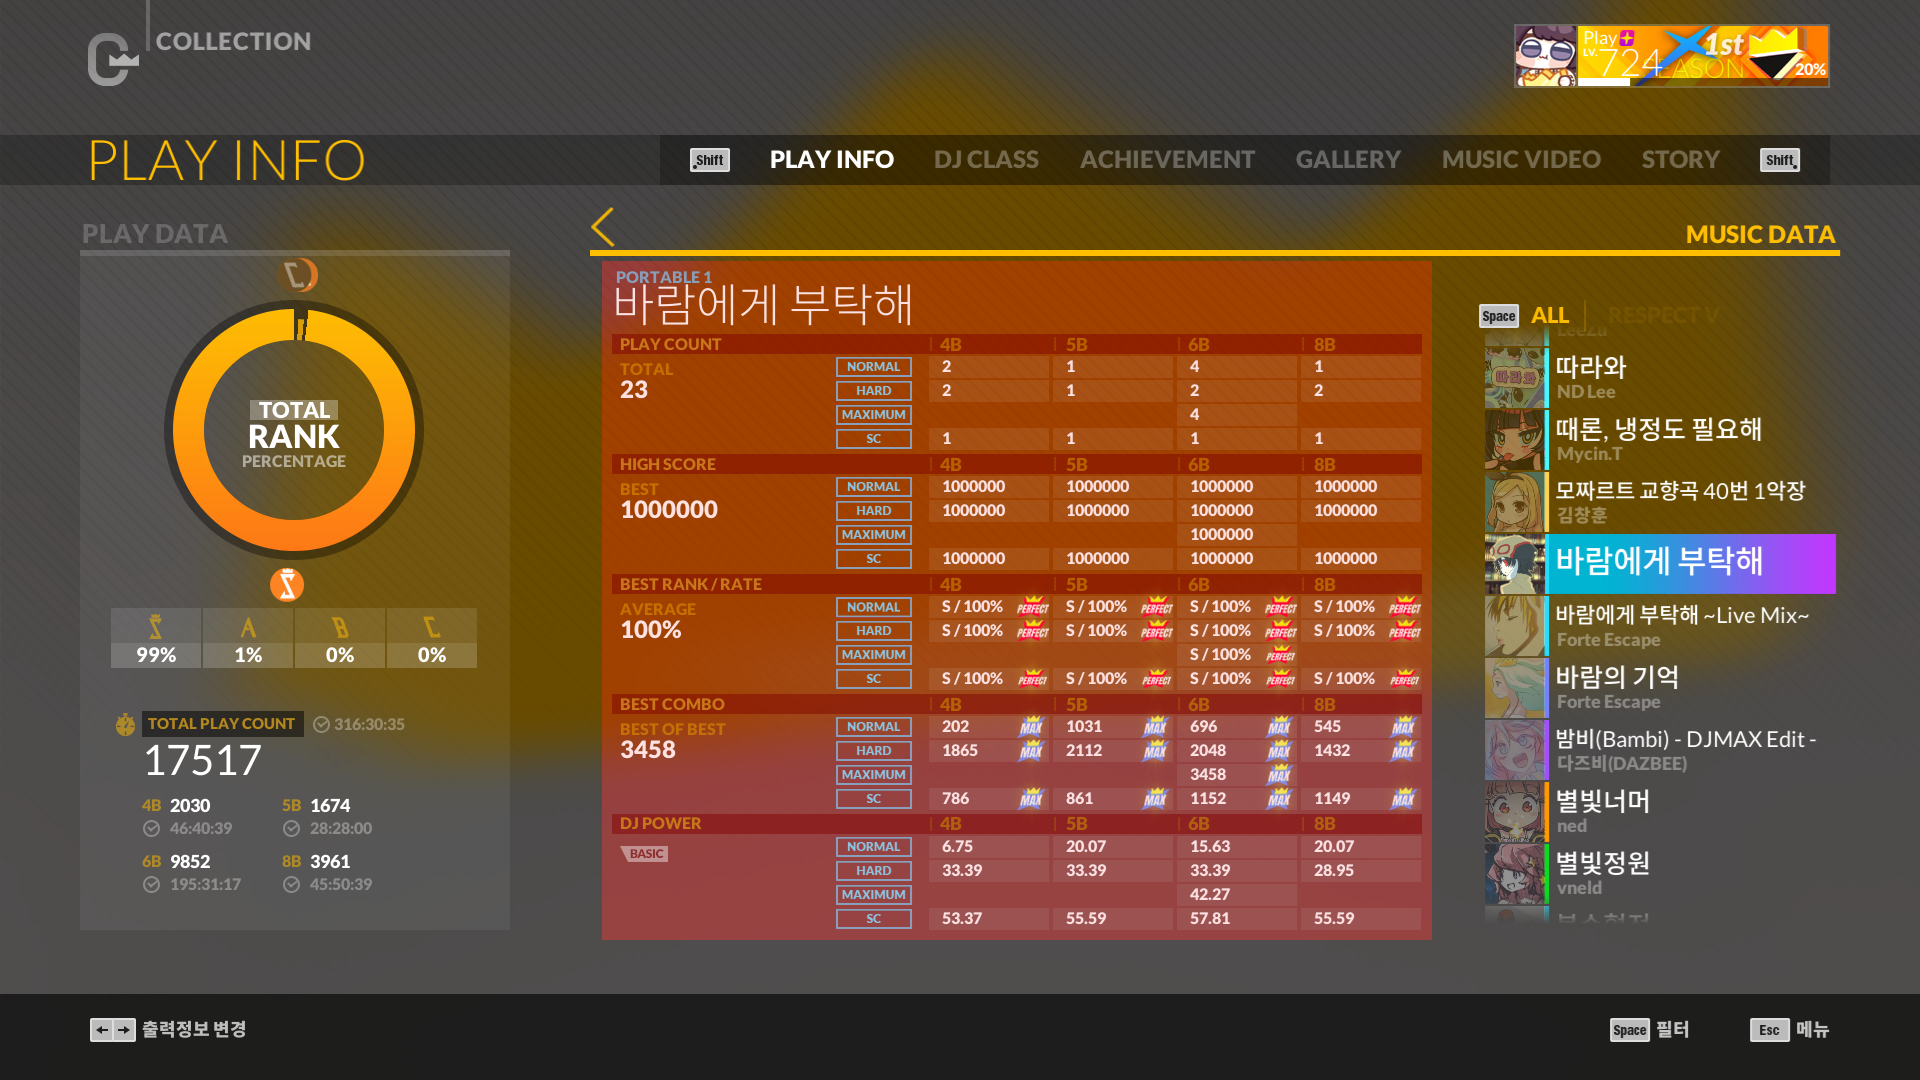 COLLECTION
Play+
LV. 724
1st
SEASON
20%
PLAY INFO
Shift PLAY INFO DJ CLASS ACHIEVEMENT GALLERY MUSIC VIDEO STORY Shift
PLAY DATA
TOTAL
RANK
PERCENTAGE
S A B C
99% 1% 0% 0%
TOTAL PLAY COUNT 316:30:35
17517
4B 2030 5B 1674
46:40:39 28:28:00
6B 9852 8B 3961
195:31:17 45:50:39
MUSIC DATA
PORTABLE 1
바람에게 부탁해
PLAY COUNT 4B 5B 6B 8B
TOTAL
23
NORMAL 2 1 4 1
HARD 2 1 2 2
MAXIMUM 4
SC 1 1 1 1
HIGH SCORE 4B 5B 6B 8B
BEST
1000000
NORMAL 1000000 1000000 1000000 1000000
HARD 1000000 1000000 1000000 1000000
MAXIMUM 1000000
SC 1000000 1000000 1000000 1000000
BEST RANK / RATE 4B 5B 6B 8B
AVERAGE
100%
NORMAL S / 100% PERFECT S / 100% PERFECT S / 100% PERFECT S / 100% PERFECT
HARD S / 100% PERFECT S / 100% PERFECT S / 100% PERFECT S / 100% PERFECT
MAXIMUM S / 100% PERFECT
SC S / 100% PERFECT S / 100% PERFECT S / 100% PERFECT S / 100% PERFECT
BEST COMBO 4B 5B 6B 8B
BEST OF BEST
3458
NORMAL 202 MAX 1031 MAX 696 MAX 545 MAX
HARD 1865 MAX 2112 MAX 2048 MAX 1432 MAX
MAXIMUM 3458 MAX
SC 786 MAX 861 MAX 1152 MAX 1149 MAX
DJ POWER 4B 5B 6B 8B
BASIC
NORMAL 6.75 20.07 15.63 20.07
HARD 33.39 33.39 33.39 28.95
MAXIMUM 42.27
SC 53.37 55.59 57.81 55.59
Space ALL RESPECT V
LeeZu
따라와
따라와
ND Lee
때론, 냉정도 필요해
Mycin.T
모짜르트 교향곡 40번 1악장
김창훈
바람에게 부탁해
바람에게 부탁해 ~Live Mix~
Forte Escape
바람의 기억
Forte Escape
밤비(Bambi) - DJMAX Edit -
다즈비(DAZBEE)
별빛너머
ned
별빛정원
vneld
출력정보 변경
Space 필터
Esc 메뉴